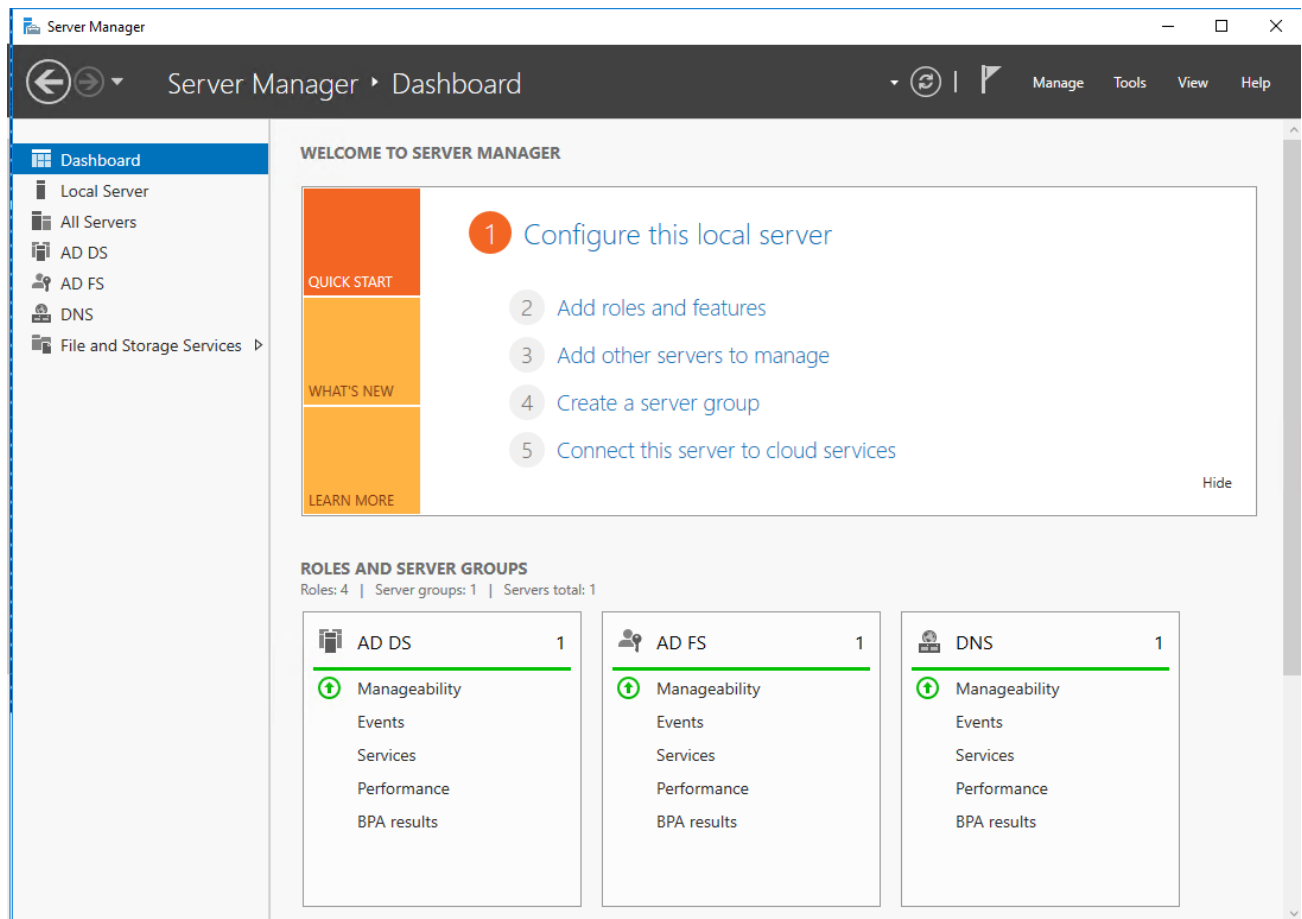 Server Manager
Server Manager ‣ Dashboard
Manage Tools View Help
Dashboard
Local Server
All Servers
AD DS
AD FS
DNS
File and Storage Services
WELCOME TO SERVER MANAGER
QUICK START
WHAT'S NEW
LEARN MORE
1 Configure this local server
2 Add roles and features
3 Add other servers to manage
4 Create a server group
5 Connect this server to cloud services
Hide
ROLES AND SERVER GROUPS
Roles: 4 | Server groups: 1 | Servers total: 1
AD DS 1
Manageability
Events
Services
Performance
BPA results
AD FS 1
Manageability
Events
Services
Performance
BPA results
DNS 1
Manageability
Events
Services
Performance
BPA results